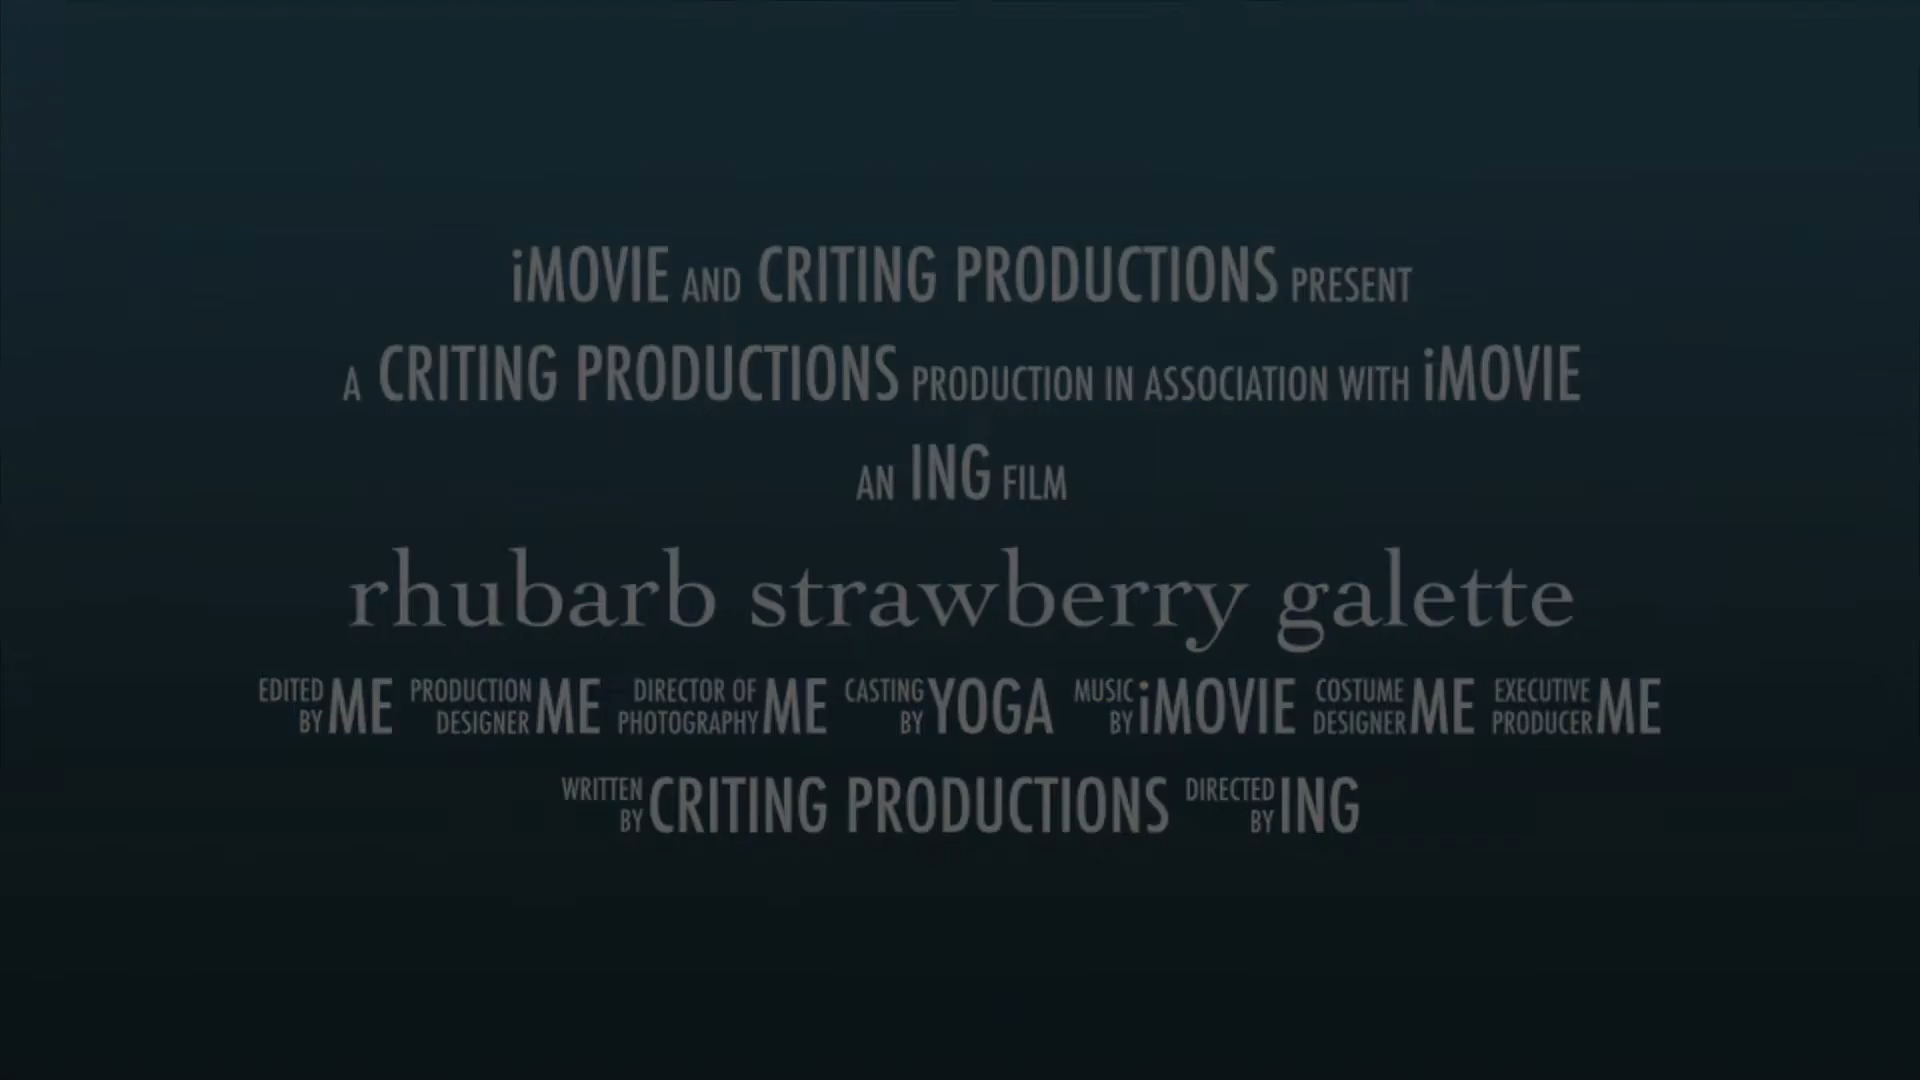 iMOVIE AND CRITING PRODUCTIONS PRESENT
A CRITING PRODUCTIONS PRODUCTION IN ASSOCIATION WITH iMOVIE
AN ING FILM
rhubarb strawberry galette
EDITED BY ME PRODUCTION DESIGNER ME DIRECTOR OF PHOTOGRAPHY ME CASTING BY YOGA MUSIC BY iMOVIE COSTUME DESIGNER ME EXECUTIVE PRODUCER ME
WRITTEN BY CRITING PRODUCTIONS DIRECTED BY ING